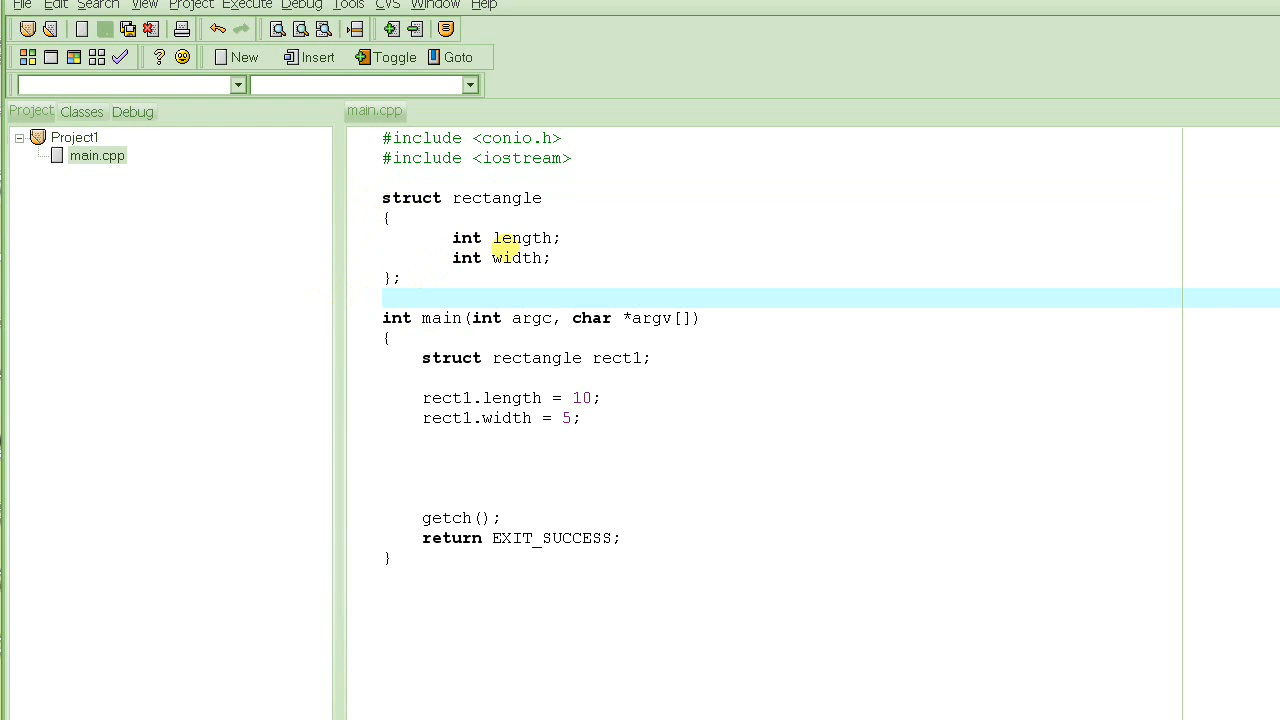 File Edit Search View Project Execute Debug Tools CVS Window Help
New Insert Toggle Goto
Project Classes Debug
main.cpp
Project1
main.cpp
#include <conio.h>
#include <iostream>
struct rectangle
{
int length;
int width;
};
int main(int argc, char *argv[])
{
struct rectangle rect1;
rect1.length = 10;
rect1.width = 5;
getch();
return EXIT_SUCCESS;
}